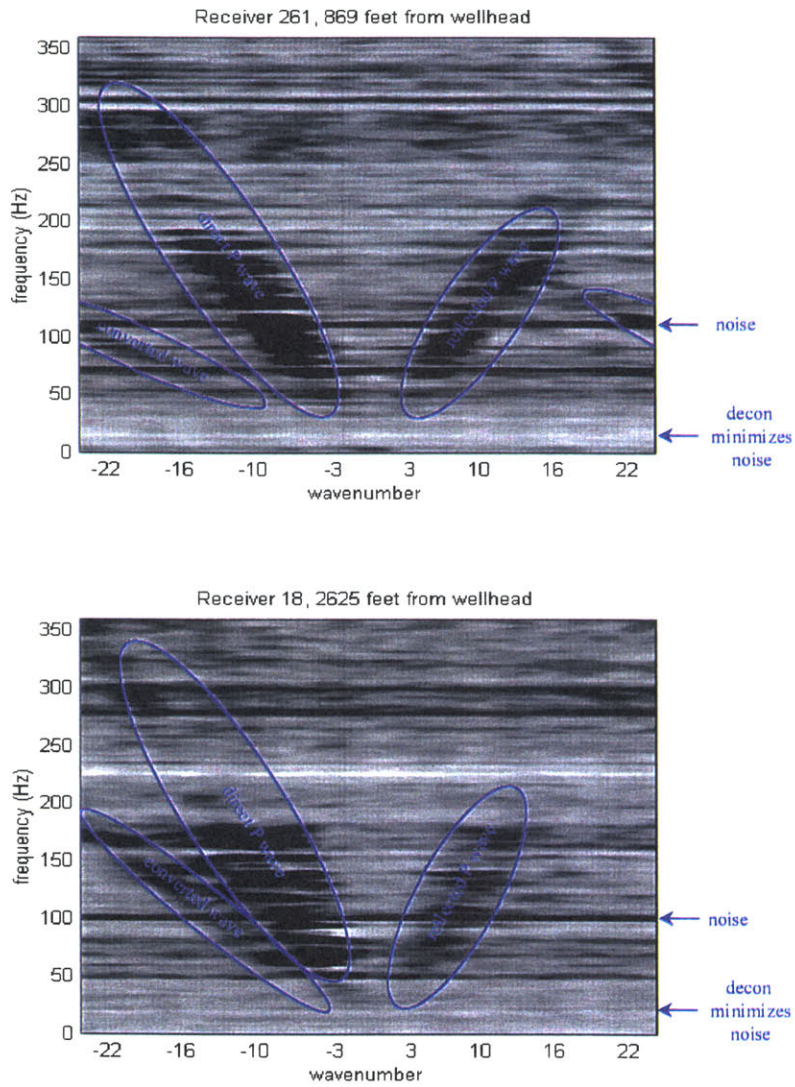 Receiver 261, 869 feet from wellhead
350
300
250
200
150
100
50
0
frequency (Hz)
direct P wave
converted wave
reflected P wave
noise
decon
minimizes
noise
-22 -16 -10 -3 3 10 16 22
wavenumber
Receiver 18, 2625 feet from wellhead
350
300
250
200
150
100
50
0
frequency (Hz)
direct P wave
converted wave
reflected P wave
noise
decon
minimizes
noise
-22 -16 -10 -3 3 10 16 22
wavenumber